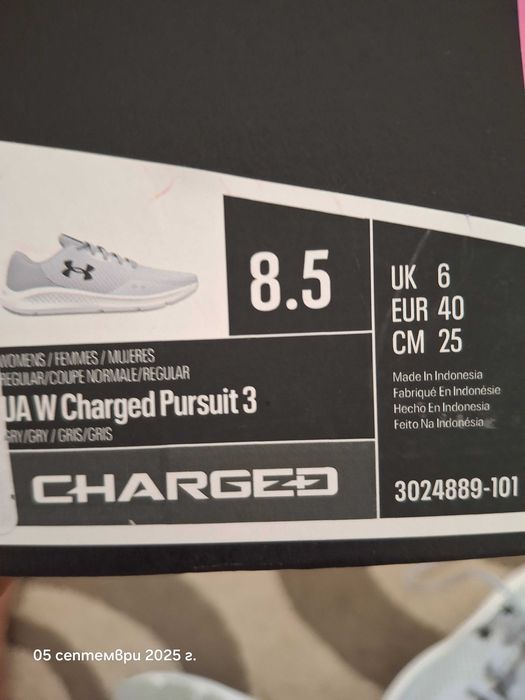 8.5
UK 6
EUR 40
CM 25
WOMENS / FEMMES / MUJERES
REGULAR/COUPE NORMALE/REGULAR
UA W Charged Pursuit 3
GRY/GRY / GRIS/GRIS
Made In Indonesia
Fabriqué En Indonésie
Hecho En Indonesia
Feito Na Indonésia
CHARGED
3024889-101
05 септември 2025 г.